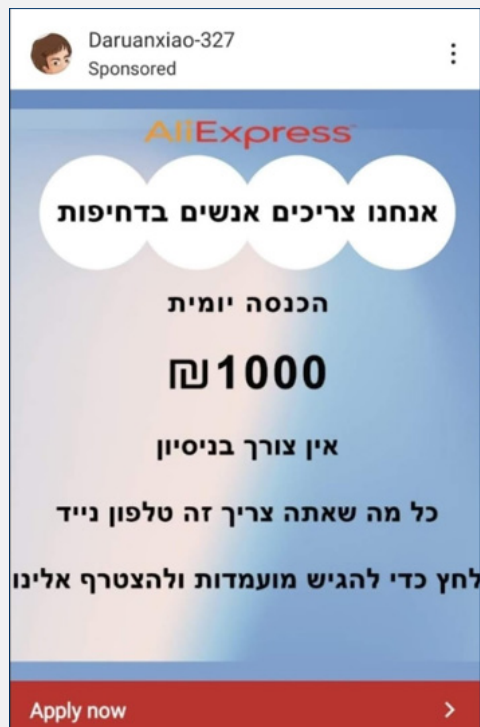 Daruanxiao-327
Sponsored
AliExpress
אנחנו צריכים אנשים בדחיפות
הכנסה יומית
₪1000
אין צורך בניסיון
כל מה שאתה צריך זה טלפון נייד
לחץ כדי להגיש מועמדות ולהצטרף אלינו
Apply now